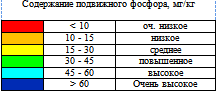 Содержание подвижного фосфора, мг/кг
< 10 оч. низкое
10 - 15 низкое
15 - 30 среднее
30 - 45 повышенное
45 - 60 высокое
> 60 Очень высокое